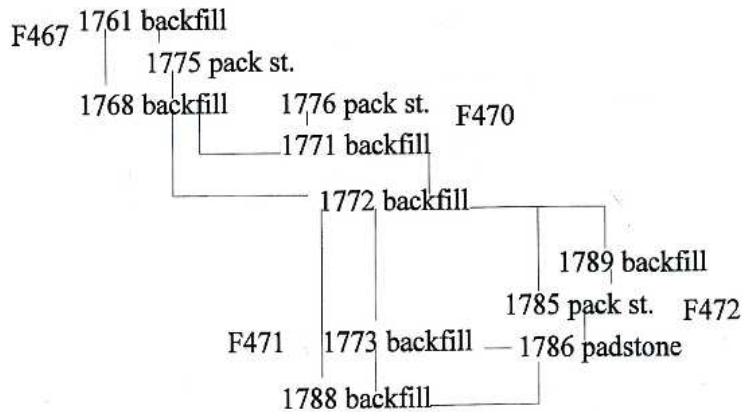 1761 backfill
F467
1775 pack st.
1768 backfill 1776 pack st.
F470
1771 backfill
1772 backfill
1789 backfill
1785 pack st. F472
F471 1773 backfill 1786 padstone
1788 backfill